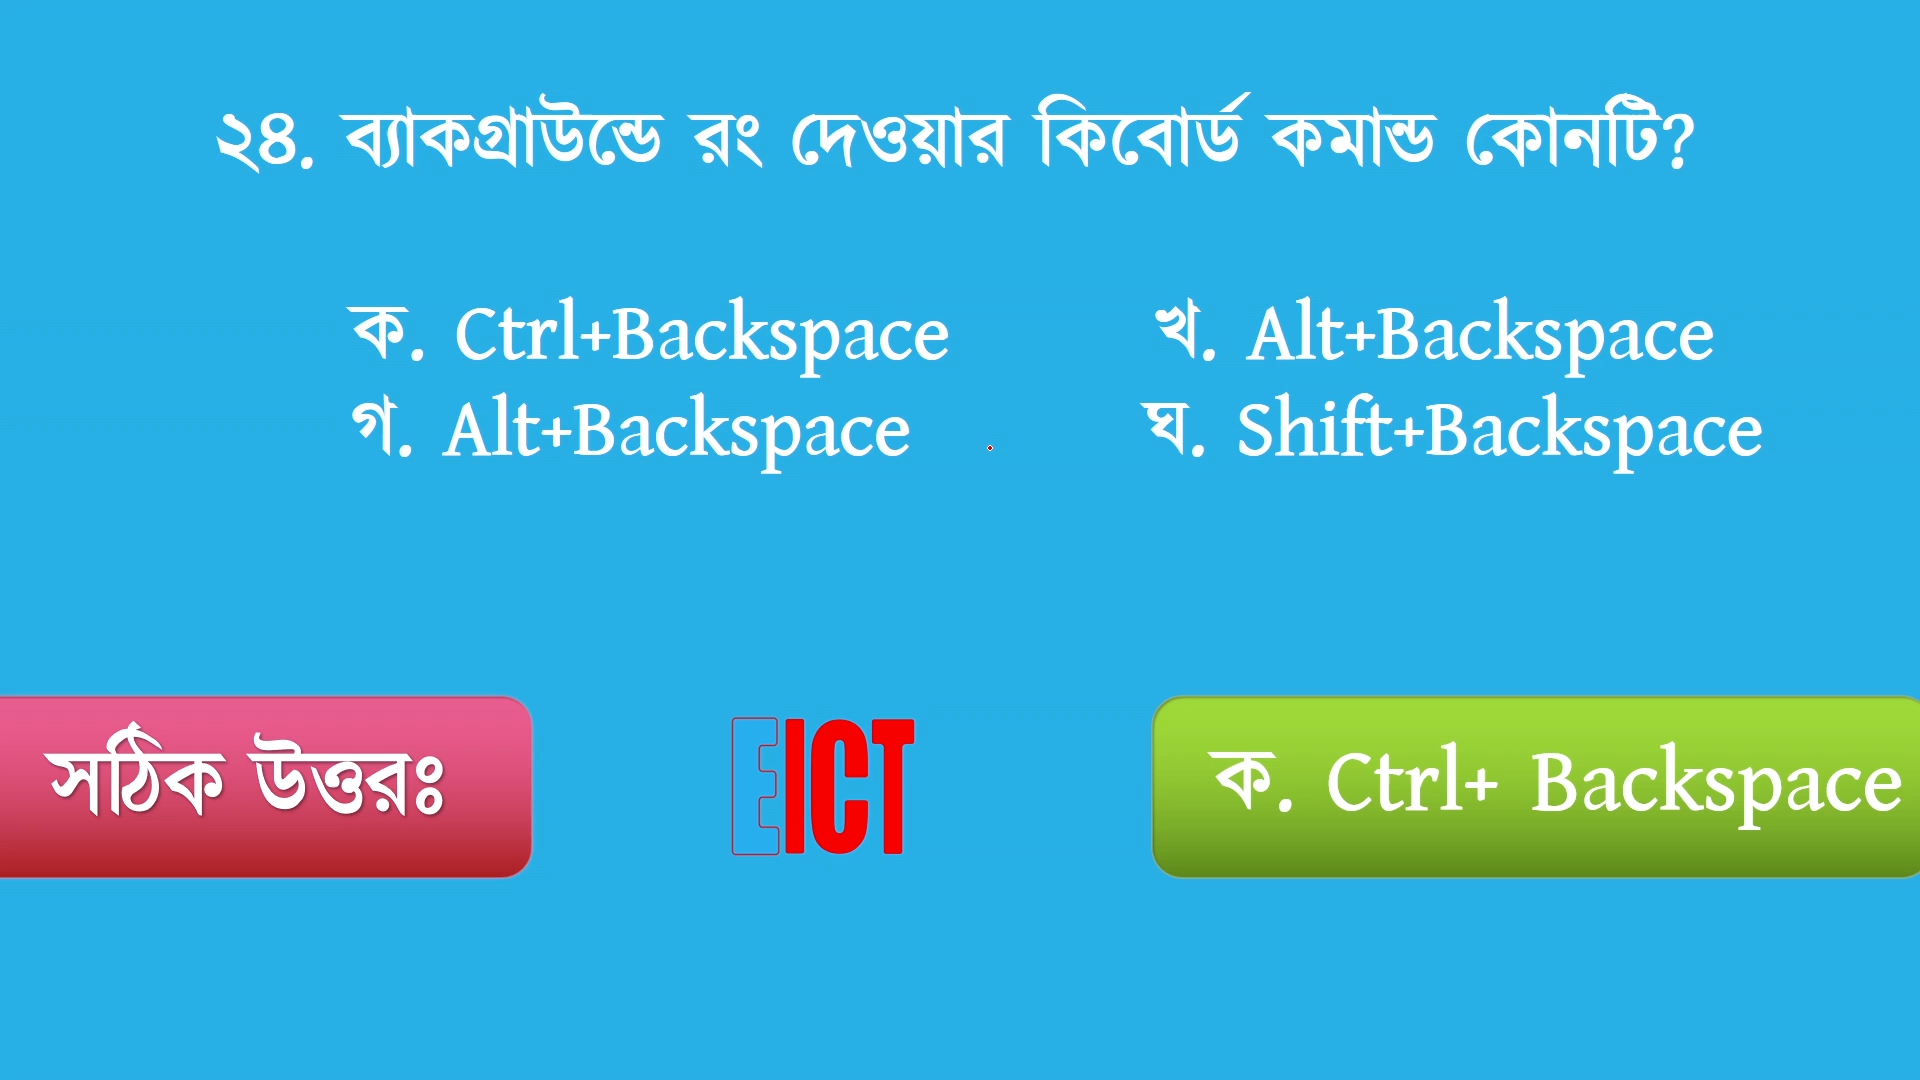 ২৪. ব্যাকগ্রাউন্ডে রং দেওয়ার কিবোর্ড কমান্ড কোনটি?
ক. Ctrl+Backspace খ. Alt+Backspace
গ. Alt+Backspace ঘ. Shift+Backspace
সঠিক উত্তরঃ EICT ক. Ctrl+ Backspace